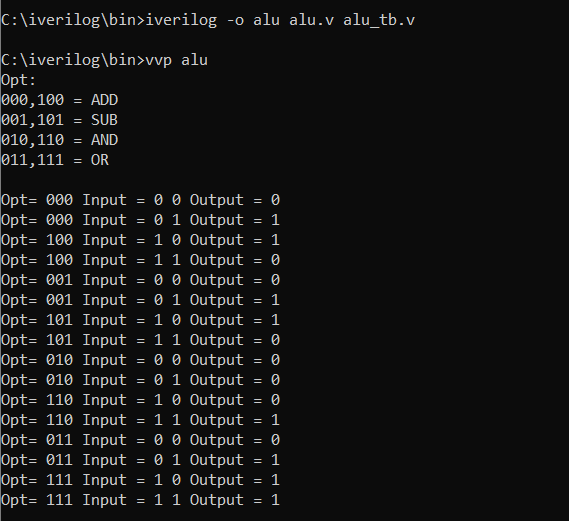 C:\iverilog\bin>iverilog -o alu alu.v alu_tb.v
C:\iverilog\bin>vvp alu
Opt:
000,100 = ADD
001,101 = SUB
010,110 = AND
011,111 = OR
Opt= 000 Input = 0 0 Output = 0
Opt= 000 Input = 0 1 Output = 1
Opt= 100 Input = 1 0 Output = 1
Opt= 100 Input = 1 1 Output = 0
Opt= 001 Input = 0 0 Output = 0
Opt= 001 Input = 0 1 Output = 1
Opt= 101 Input = 1 0 Output = 1
Opt= 101 Input = 1 1 Output = 0
Opt= 010 Input = 0 0 Output = 0
Opt= 010 Input = 0 1 Output = 0
Opt= 110 Input = 1 0 Output = 0
Opt= 110 Input = 1 1 Output = 1
Opt= 011 Input = 0 0 Output = 0
Opt= 011 Input = 0 1 Output = 1
Opt= 111 Input = 1 0 Output = 1
Opt= 111 Input = 1 1 Output = 1